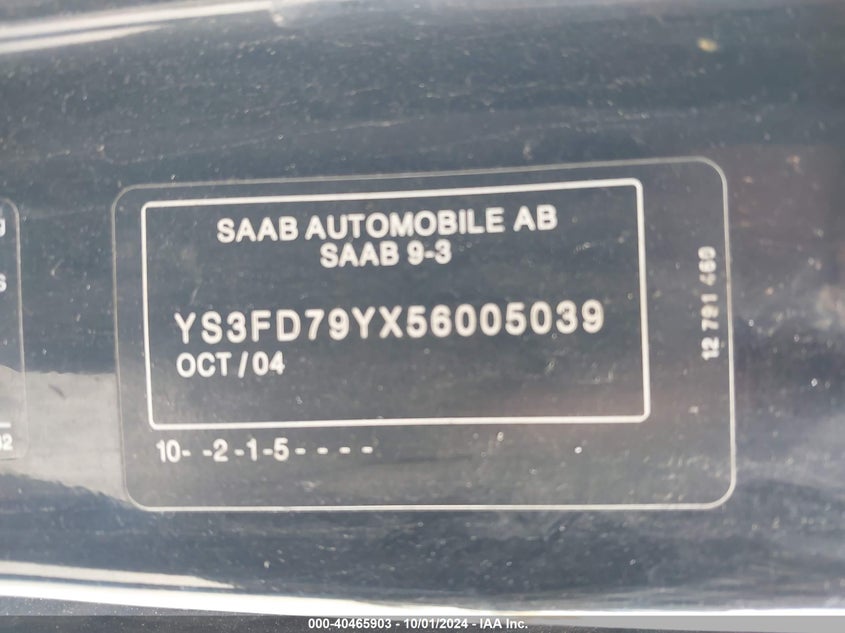 SAAB AUTOMOBILE AB
SAAB 9-3
YS3FD79YX56005039
OCT / 04
10- -2 -1-5- - - -
12 791 460
000-40465903 - 10/01/2024 - IAA Inc.